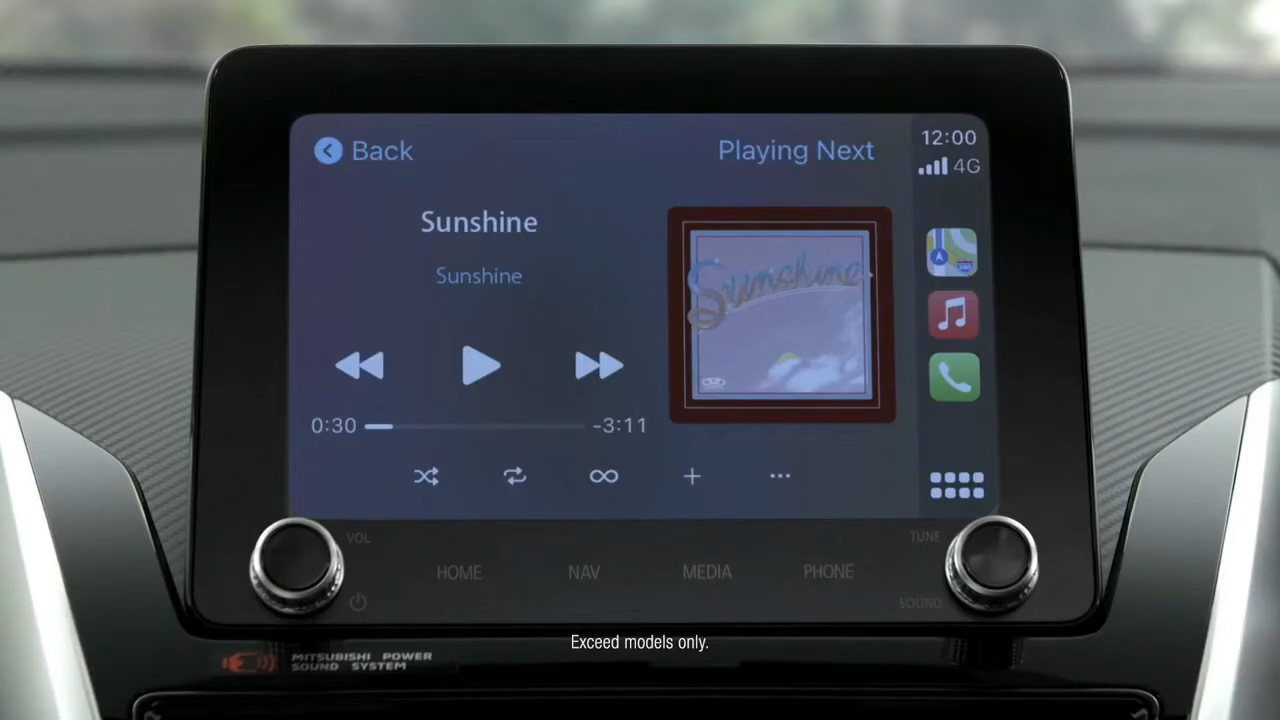 Back
Playing Next
12:00
4G
Sunshine
Sunshine
Sunshine
0:30
-3:11
VOL
TUNE
HOME
NAV
MEDIA
PHONE
SOUND
Exceed models only.
MITSUBISHI POWER
SOUND SYSTEM